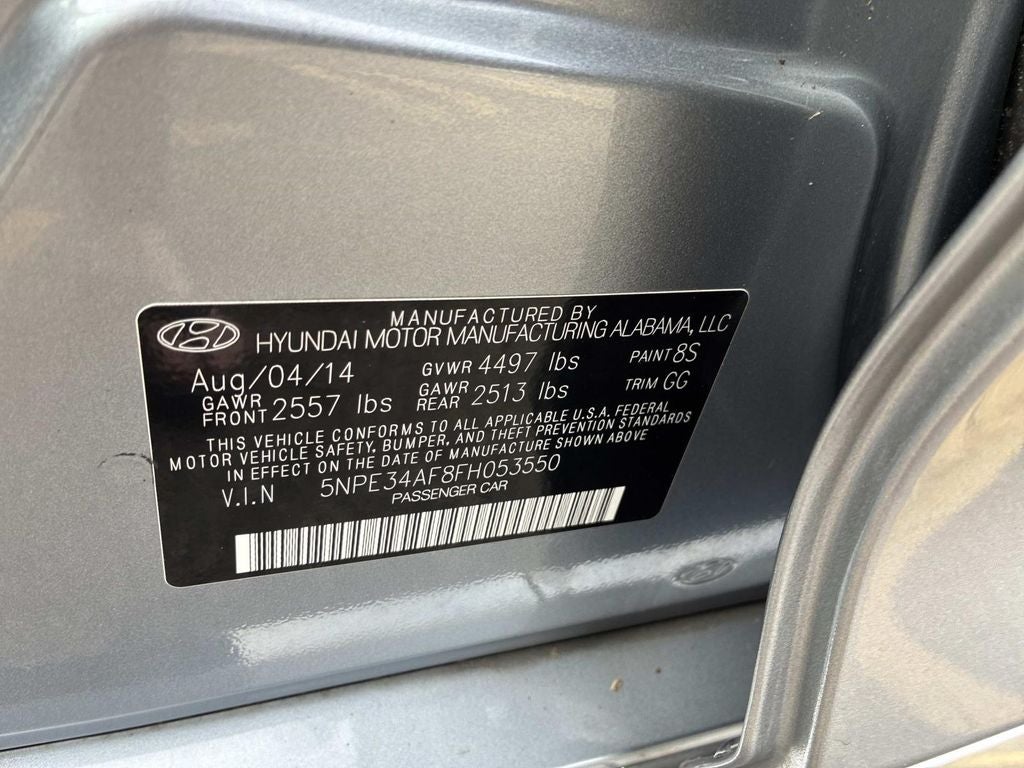 MANUFACTURED BY
HYUNDAI MOTOR MANUFACTURING ALABAMA, LLC
Aug/04/14 GVWR 4497 lbs PAINT 8S
GAWR FRONT 2557 lbs GAWR REAR 2513 lbs TRIM GG
THIS VEHICLE CONFORMS TO ALL APPLICABLE U.S.A. FEDERAL
MOTOR VEHICLE SAFETY, BUMPER, AND THEFT PREVENTION STANDARDS
IN EFFECT ON THE DATE OF MANUFACTURE SHOWN ABOVE
V.I.N 5NPE34AF8FH053550
PASSENGER CAR